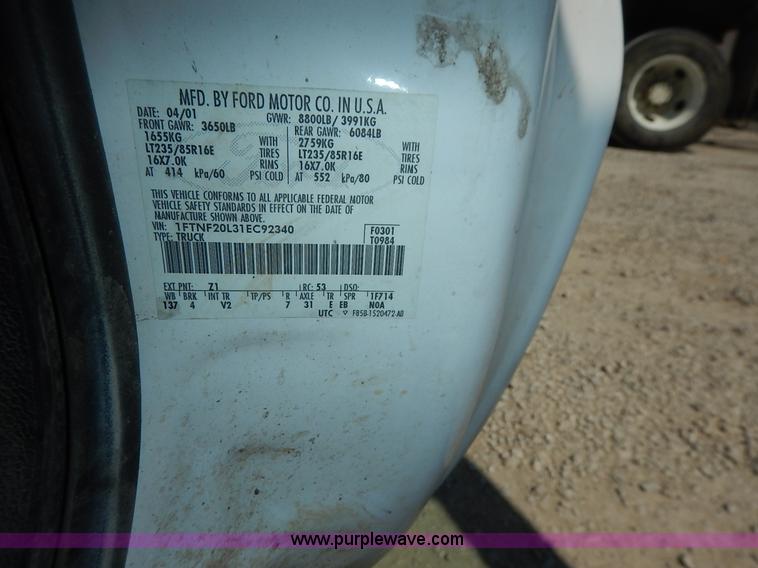 MFD. BY FORD MOTOR CO. IN U.S.A.
DATE: 04/01 GVWR: 8800LB/ 3991KG
FRONT GAWR: 3650LB REAR GAWR: 6084LB
1655KG WITH 2759KG WITH
LT235/85R16E TIRES LT235/85R16E TIRES
16X7.0K RIMS 16X7.0K RIMS
AT 414 kPa/60 PSI COLD AT 552 kPa/80 PSI COLD
THIS VEHICLE CONFORMS TO ALL APPLICABLE FEDERAL MOTOR
VEHICLE SAFETY STANDARDS IN EFFECT ON THE DATE OF
MANUFACTURE SHOWN ABOVE.
VIN: 1FTNF20L31EC92340 F0301
TYPE: TRUCK T0984
EXT PNT: Z1 RC: 53 DSO:
WB BRK INT TR TP/PS R AXLE TR SPR 1F714
137 4 V2 7 31 E EB N0A
UTC F85B-1520472-AB
www.purplewave.com